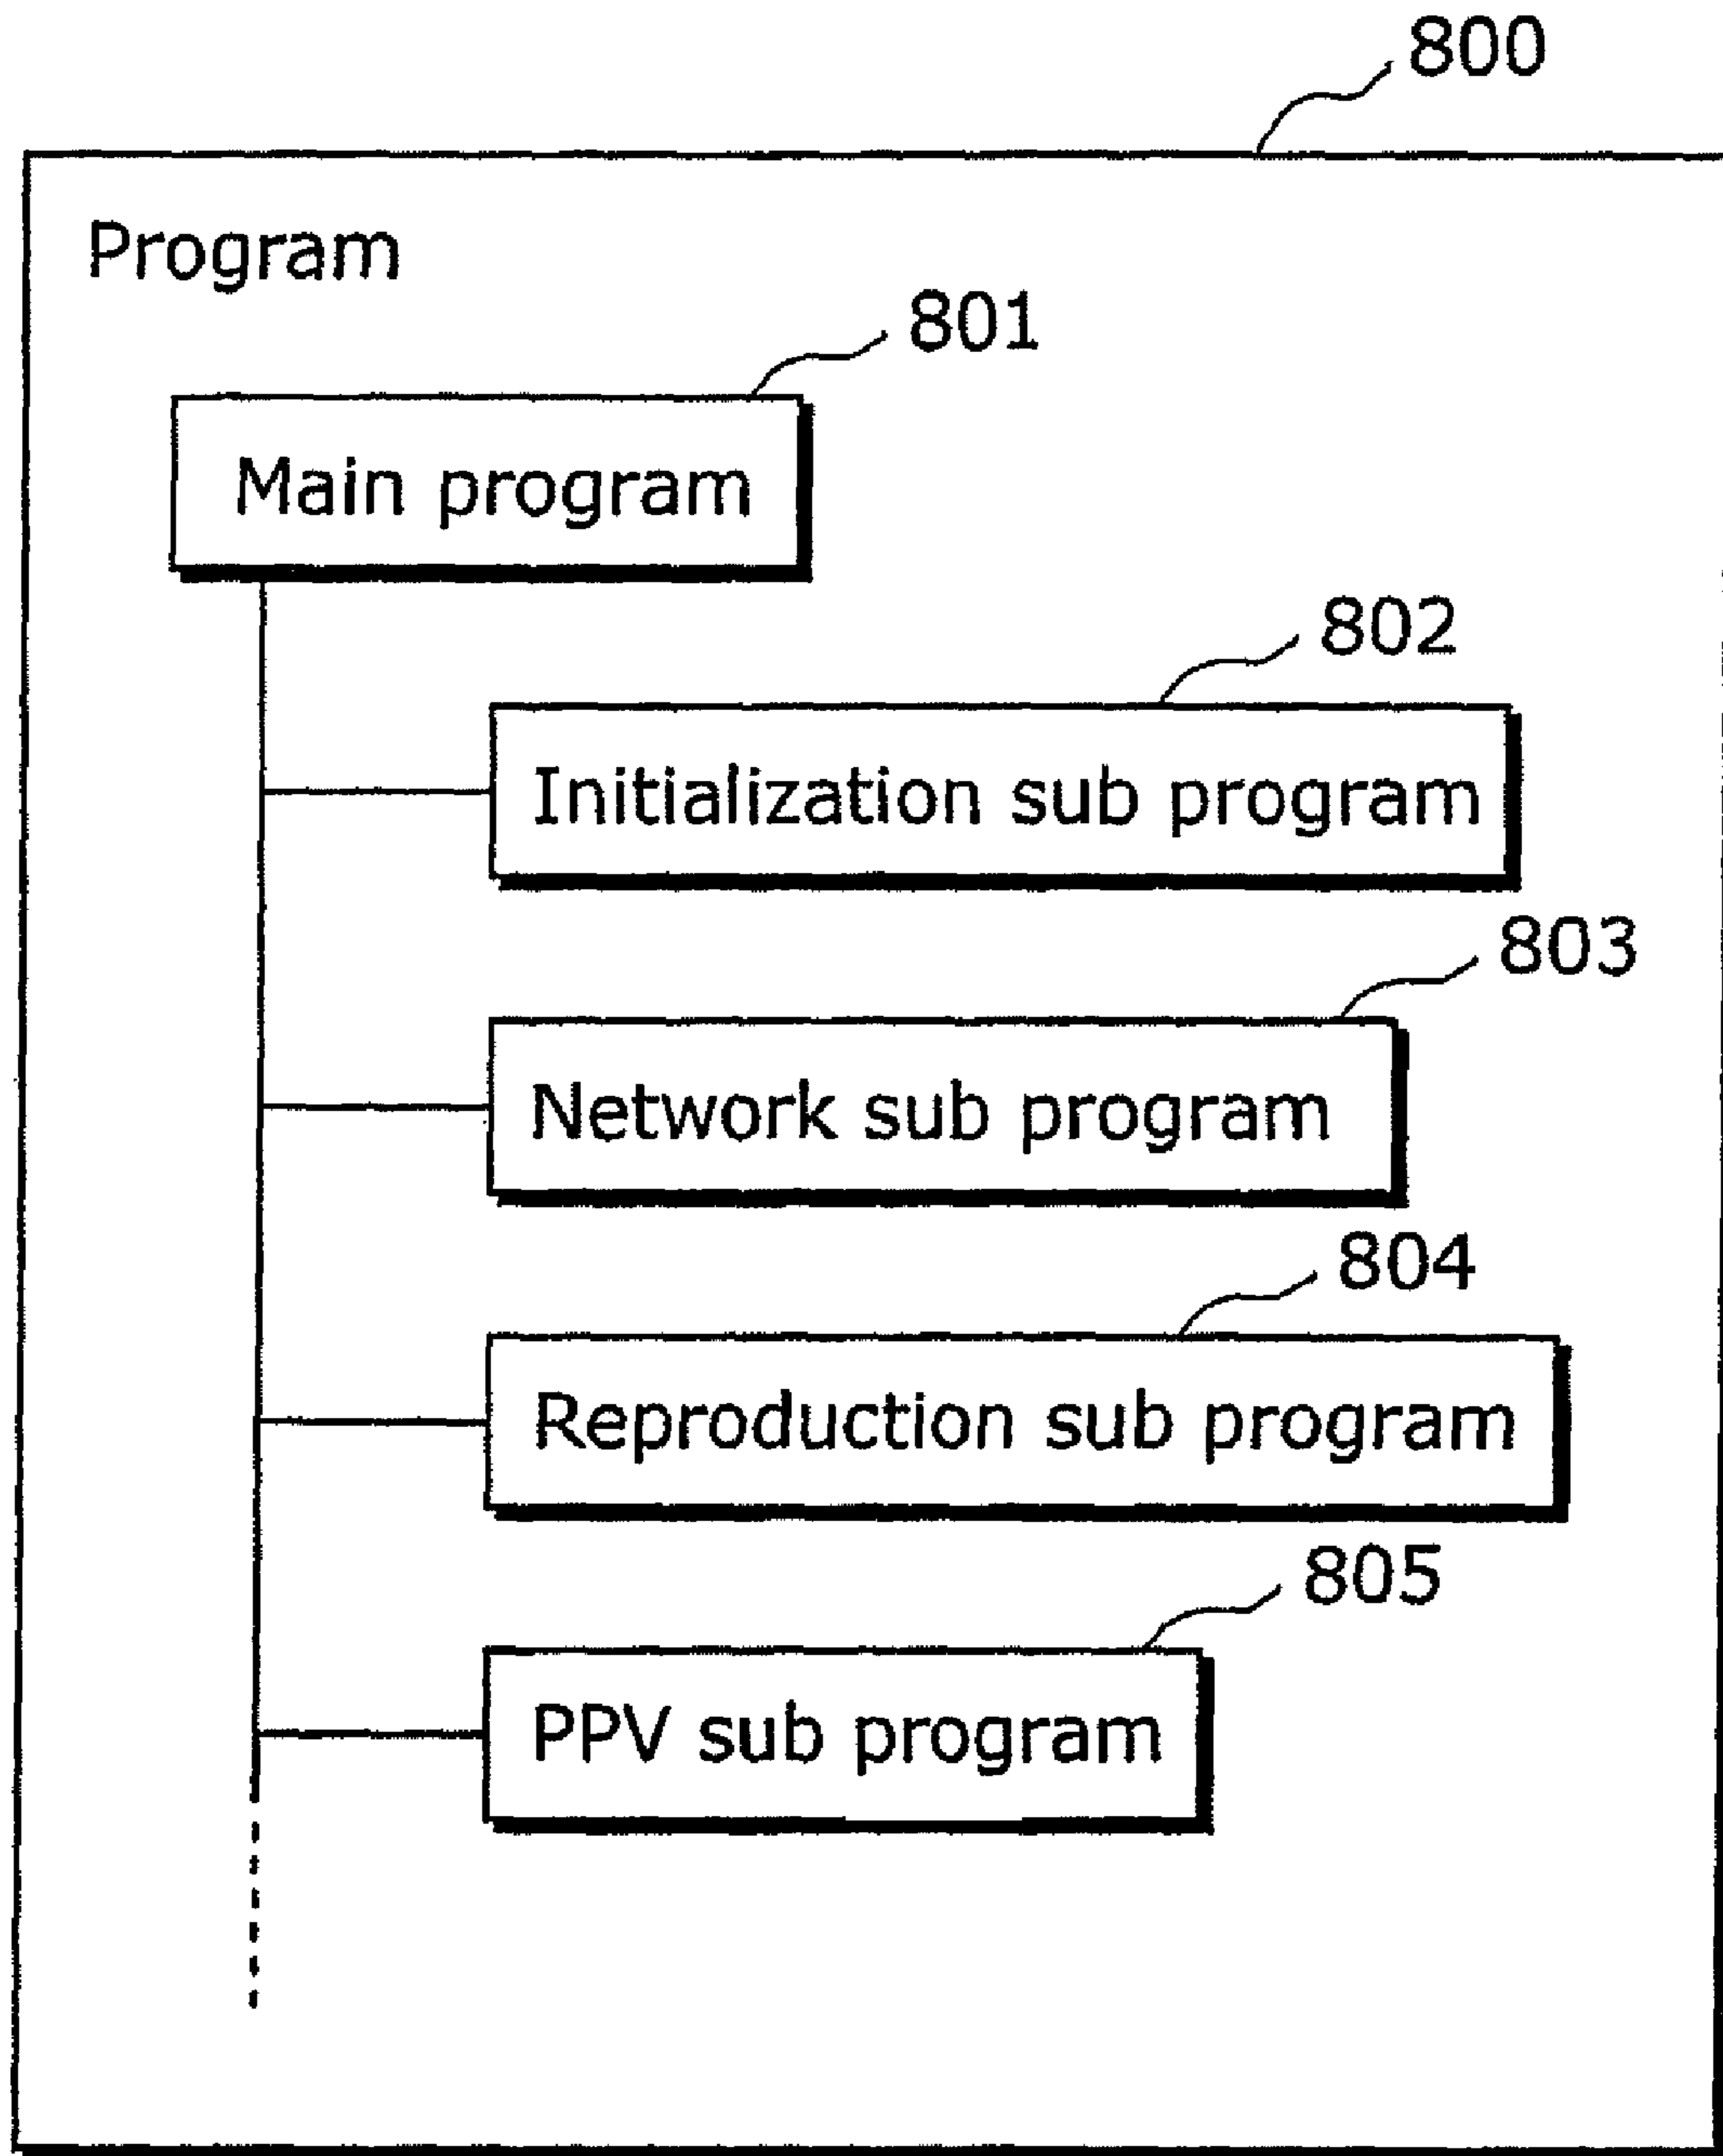 800
Program
801
Main program
802
Initialization sub program
803
Network sub program
804
Reproduction sub program
805
PPV sub program